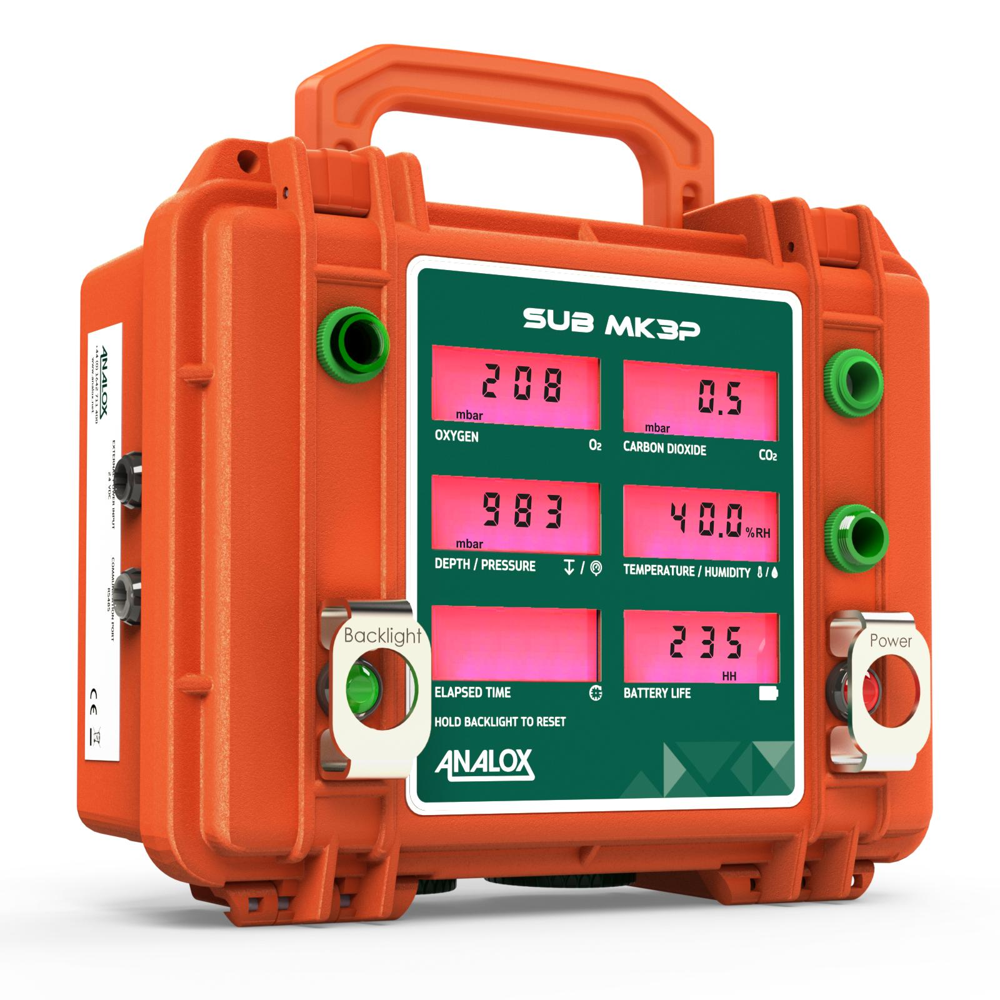 SUB MK3P
208
mbar
OXYGEN O₂
0.5
mbar
CARBON DIOXIDE CO₂
983
mbar
DEPTH / PRESSURE /
40.0 %RH
TEMPERATURE / HUMIDITY /
ELAPSED TIME
HOLD BACKLIGHT TO RESET
235
HH
BATTERY LIFE
ANALOX
Backlight
Power
ANALOX
+44 (0) 1642 711 400
www.analox.net
EXTERNAL POWER INPUT
24 VDC
COMMUNICATION PORT
RS485
CE